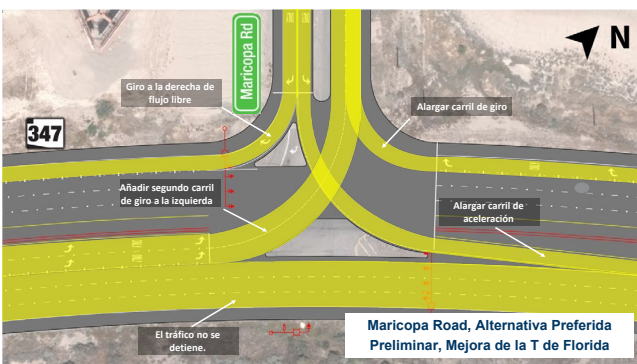 Maricopa Rd
N
Giro a la derecha de
flujo libre
Alargar carril de giro
347
Añadir segundo carril
de giro a la izquierda
Alargar carril de
aceleración
El tráfico no se
detiene.
Maricopa Road, Alternativa Preferida
Preliminar, Mejora de la T de Florida